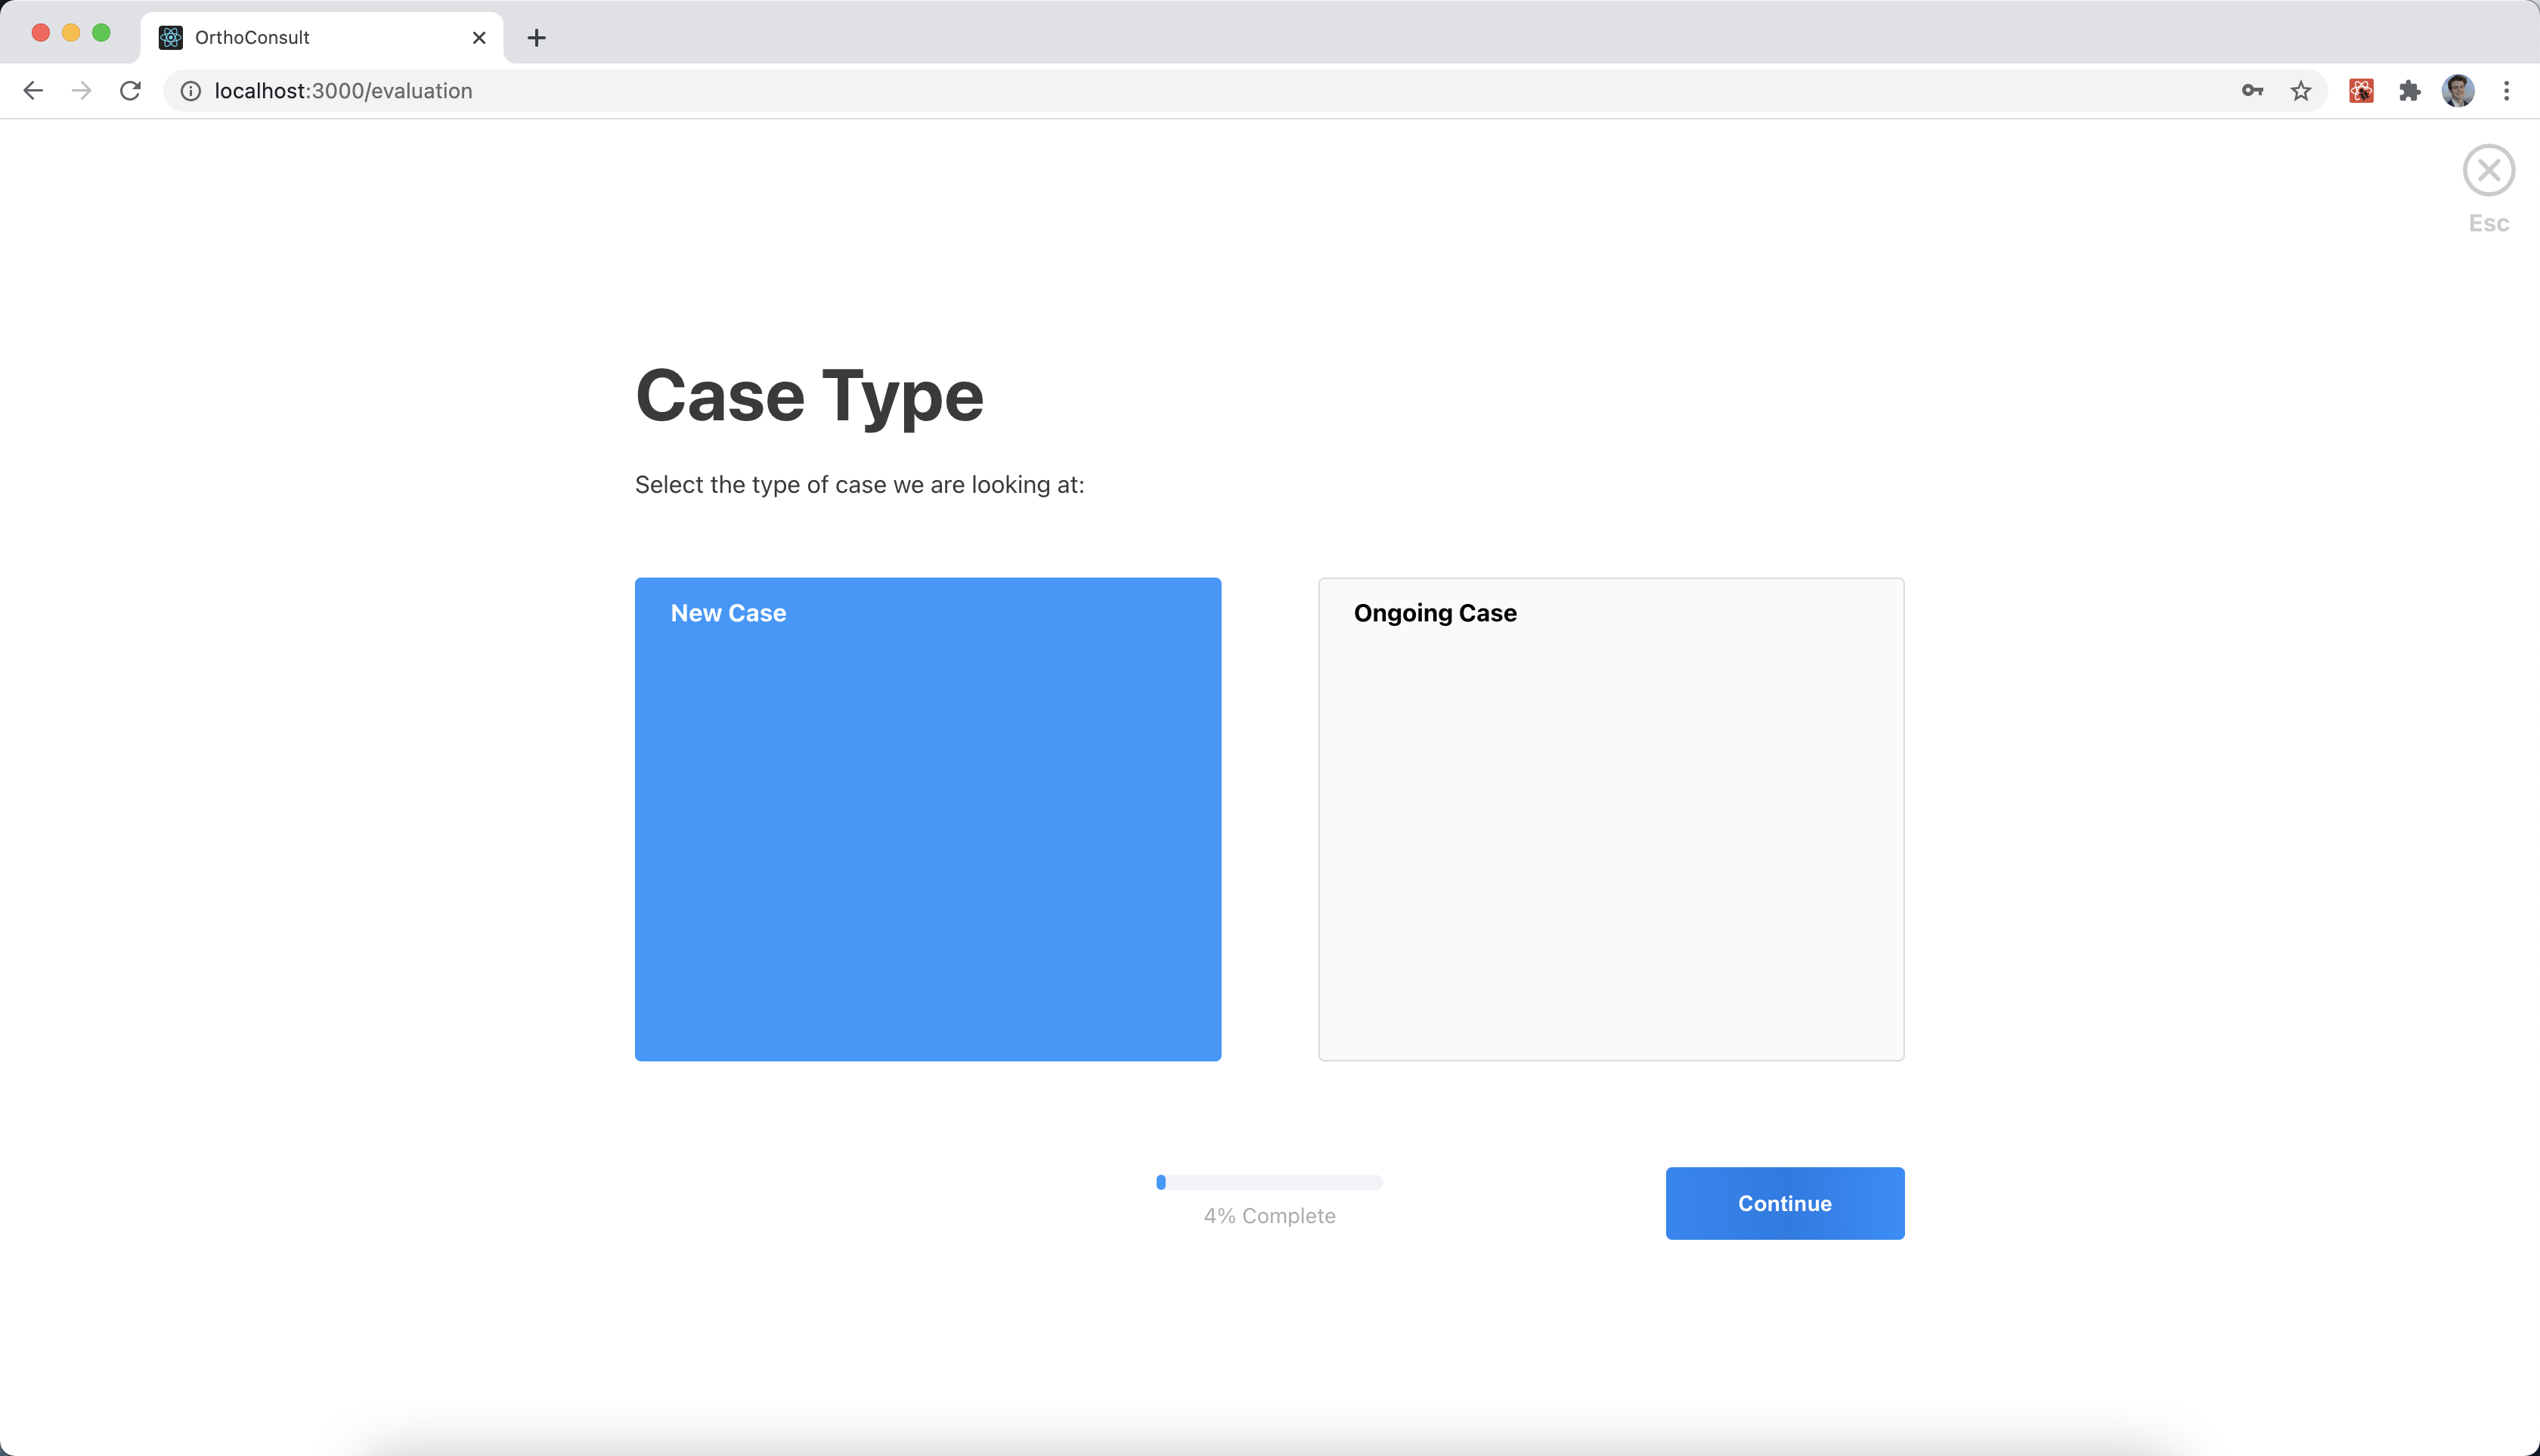 OrthoConsult
localhost:3000/evaluation
Esc
Case Type
Select the type of case we are looking at:
New Case
Ongoing Case
4% Complete
Continue